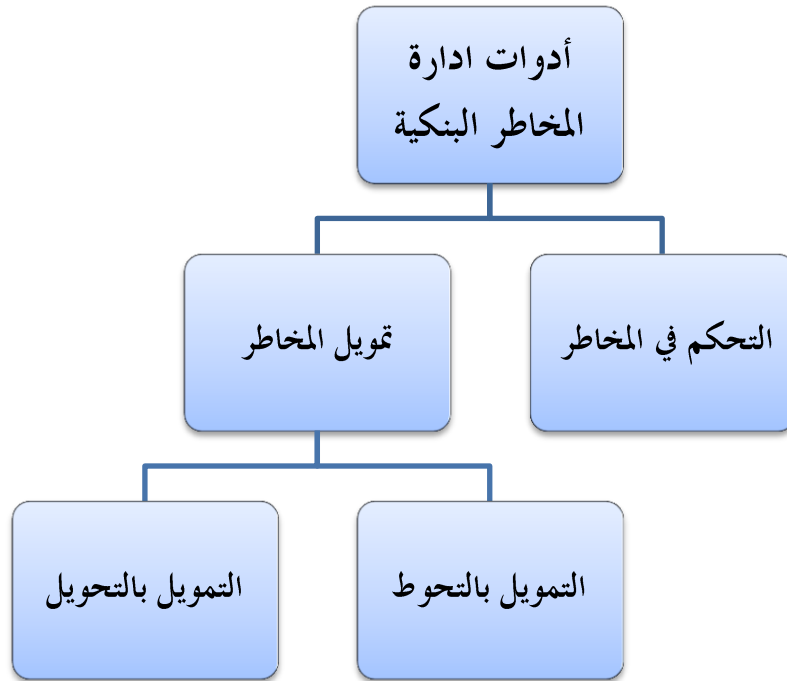 أدوات ادارة
المخاطر البنكية
التحكم في المخاطر
تمويل المخاطر
التمويل بالتحوط
التمويل بالتحويل